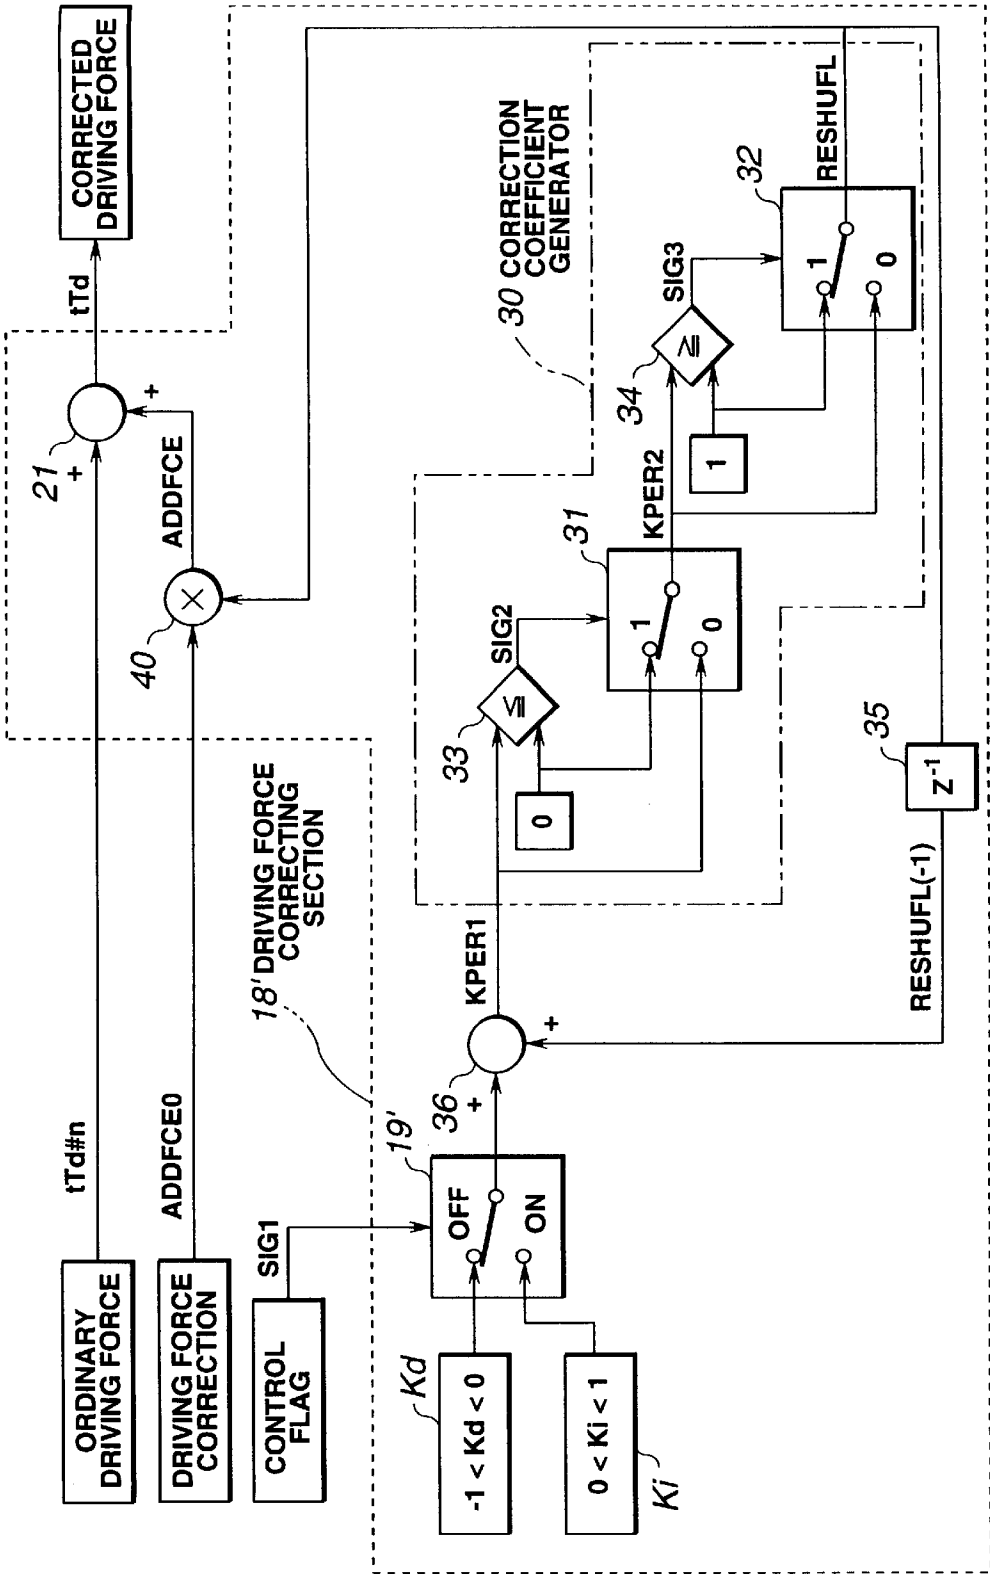 ORDINARY
DRIVING FORCE
tTd#n
21
+
+
tTd
CORRECTED
DRIVING FORCE
DRIVING FORCE
CORRECTION
ADDFCE0
40
×
ADDFCE
CONTROL
FLAG
SIG1
18' DRIVING FORCE
CORRECTING
SECTION
30 CORRECTION
COEFFICIENT
GENERATOR
Kd
-1 < Kd < 0
0 < Ki < 1
Ki
19'
OFF
ON
36
+
+
KPER1
33
≦
0
SIG2
31
1
0
KPER2
34
≧
1
SIG3
32
1
0
RESHUFL
35
Z-1
RESHUFL(-1)